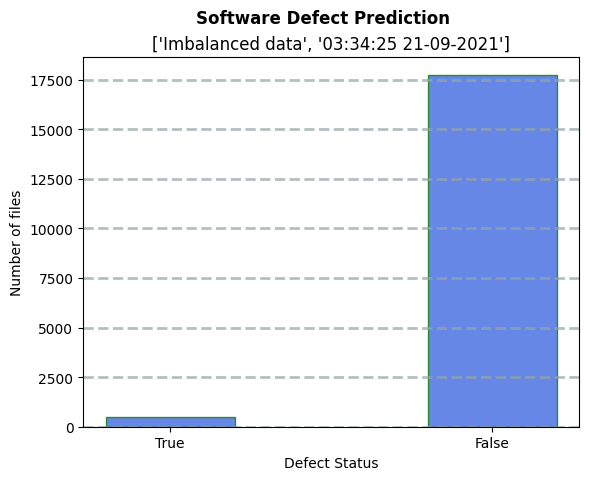 Software Defect Prediction
['Imbalanced data', '03:34:25 21-09-2021']
17500
15000
12500
10000
7500
5000
2500
0
Number of files
True
False
Defect Status